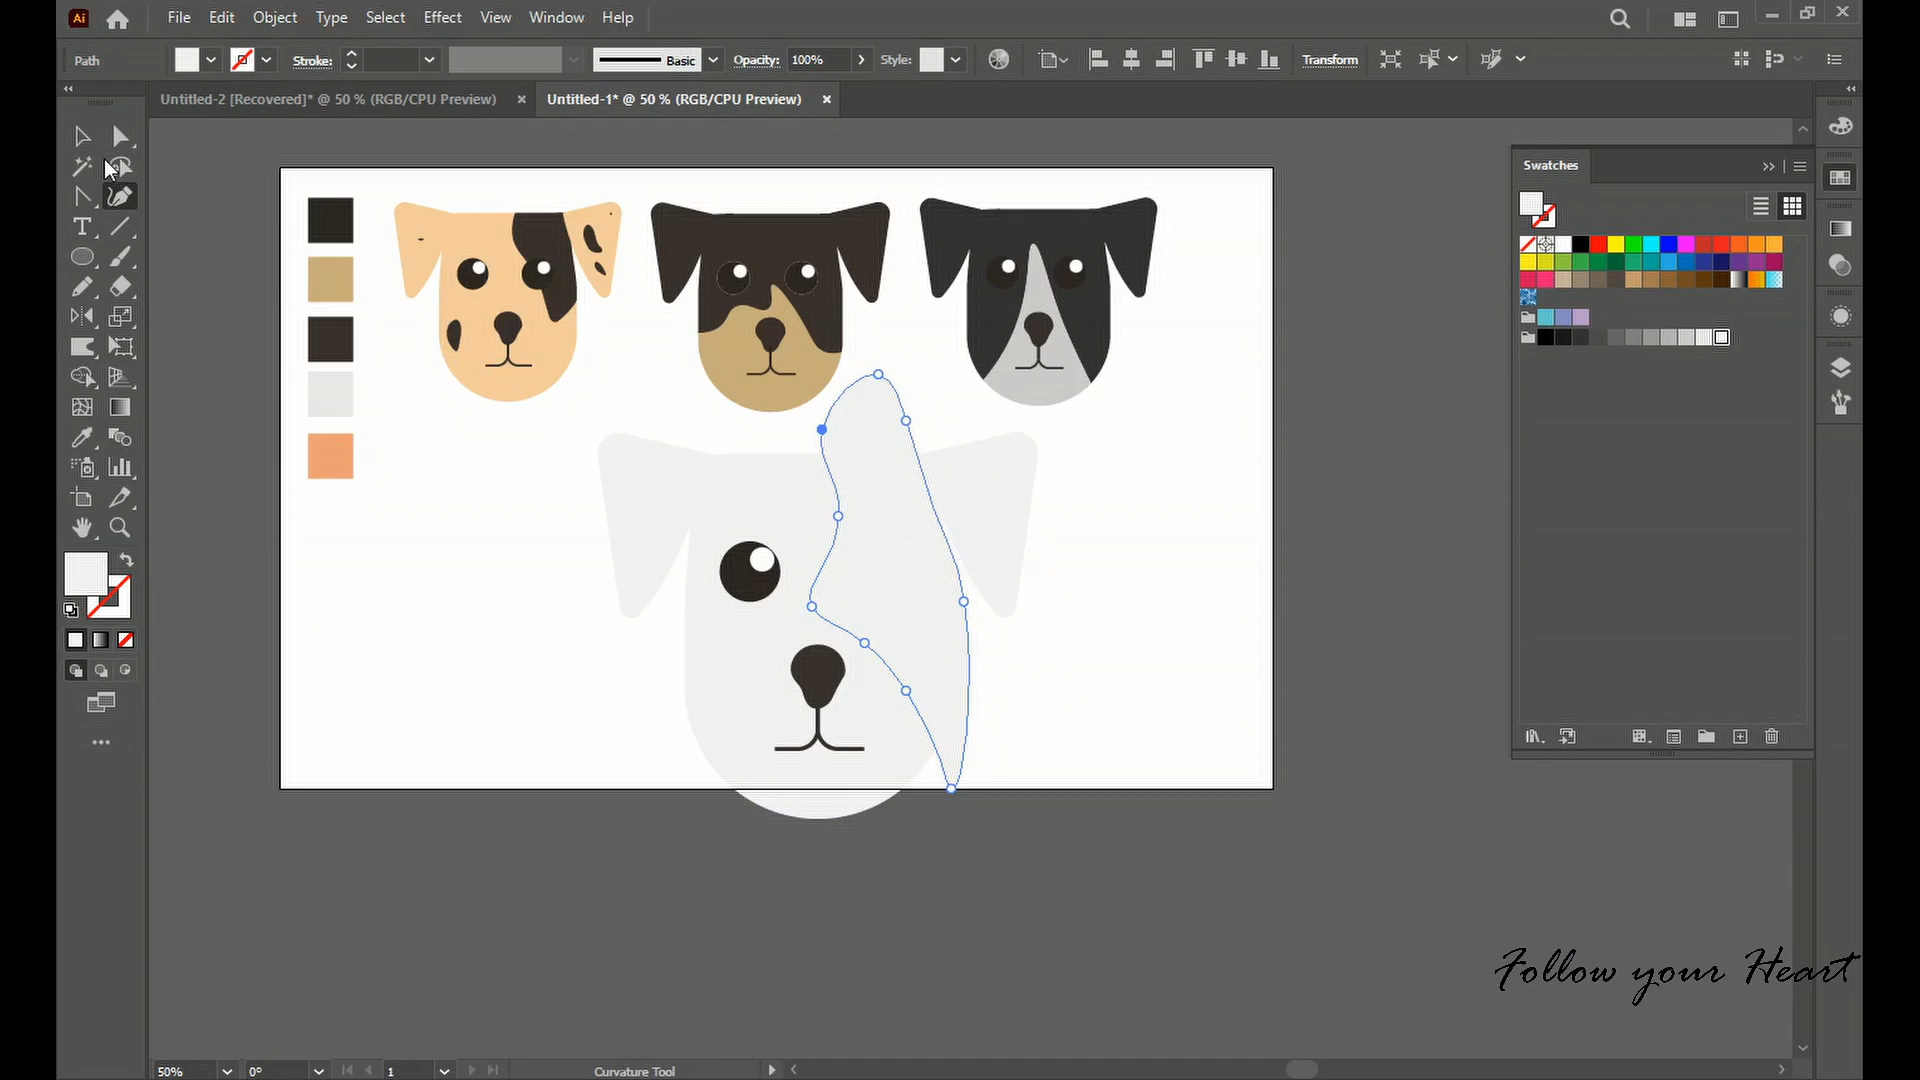 Ai File Edit Object Type Select Effect View Window Help
Path Stroke: Basic Opacity: 100% Style: Transform
Untitled-2 [Recovered]* @ 50 % (RGB/CPU Preview) Untitled-1* @ 50 % (RGB/CPU Preview)
Swatches
Follow your Heart
50% 0° 1 Curvature Tool